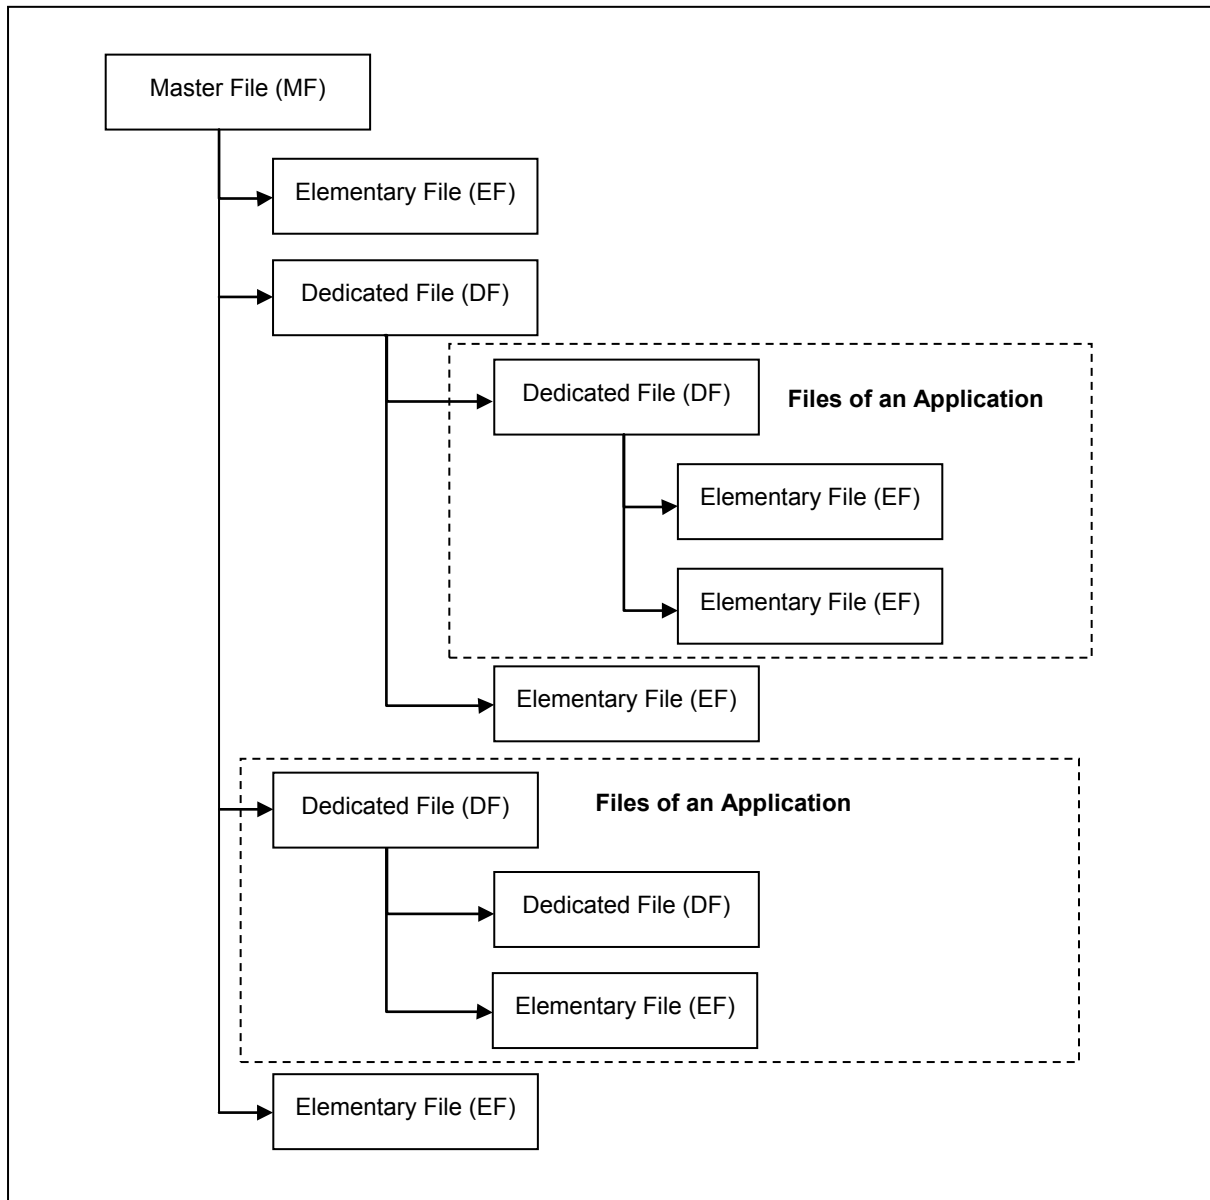 Master File (MF)
Elementary File (EF)
Dedicated File (DF)
Dedicated File (DF)
Files of an Application
Elementary File (EF)
Elementary File (EF)
Elementary File (EF)
Dedicated File (DF)
Files of an Application
Dedicated File (DF)
Elementary File (EF)
Elementary File (EF)